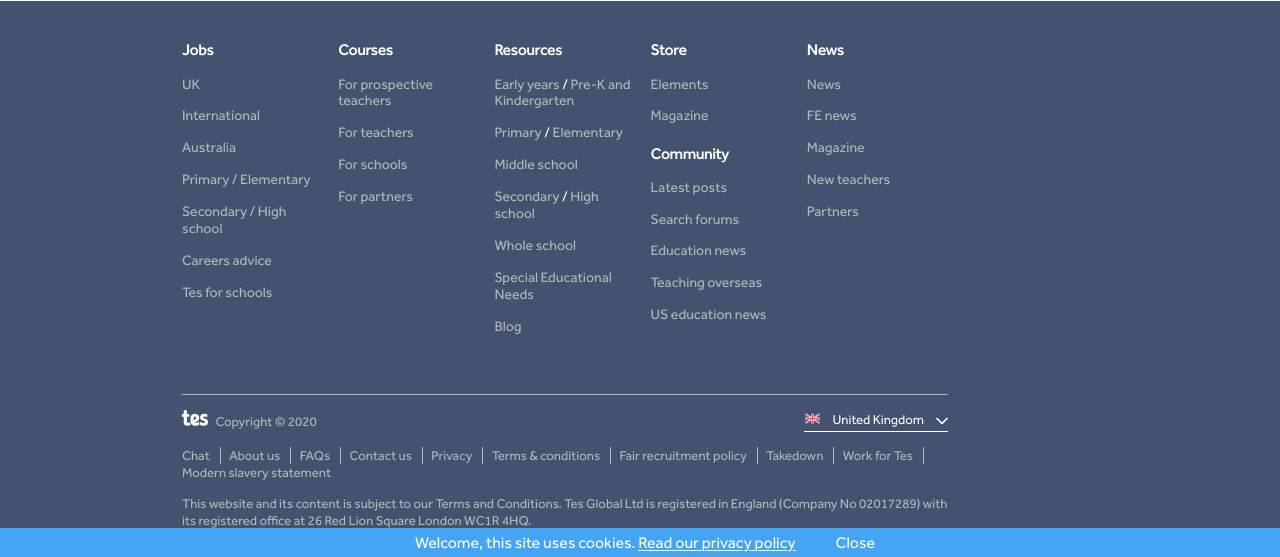 Jobs
UK
International
Australia
Primary / Elementary
Secondary / High
school
Careers advice
Tes for schools
Courses
For prospective
teachers
For teachers
For schools
For partners
Resources
Early years / Pre-K and
Kindergarten
Primary / Elementary
Middle school
Secondary / High
school
Whole school
Special Educational
Needs
Blog
Store
Elements
Magazine
Community
Latest posts
Search forums
Education news
Teaching overseas
US education news
News
News
FE news
Magazine
New teachers
Partners
tes Copyright © 2020
United Kingdom
Chat About us FAQs Contact us Privacy Terms & conditions Fair recruitment policy Takedown Work for Tes
Modern slavery statement
This website and its content is subject to our Terms and Conditions. Tes Global Ltd is registered in England (Company No 02017289) with
its registered office at 26 Red Lion Square London WC1R 4HQ.
Welcome, this site uses cookies. Read our privacy policy Close